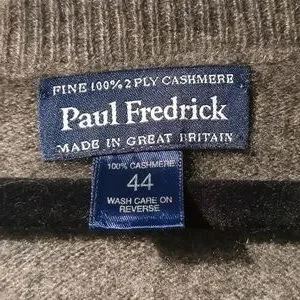 FINE 100% 2 PLY CASHMERE
Paul Fredrick
MADE IN GREAT BRITAIN
100% CASHMERE
44
WASH CARE ON
REVERSE